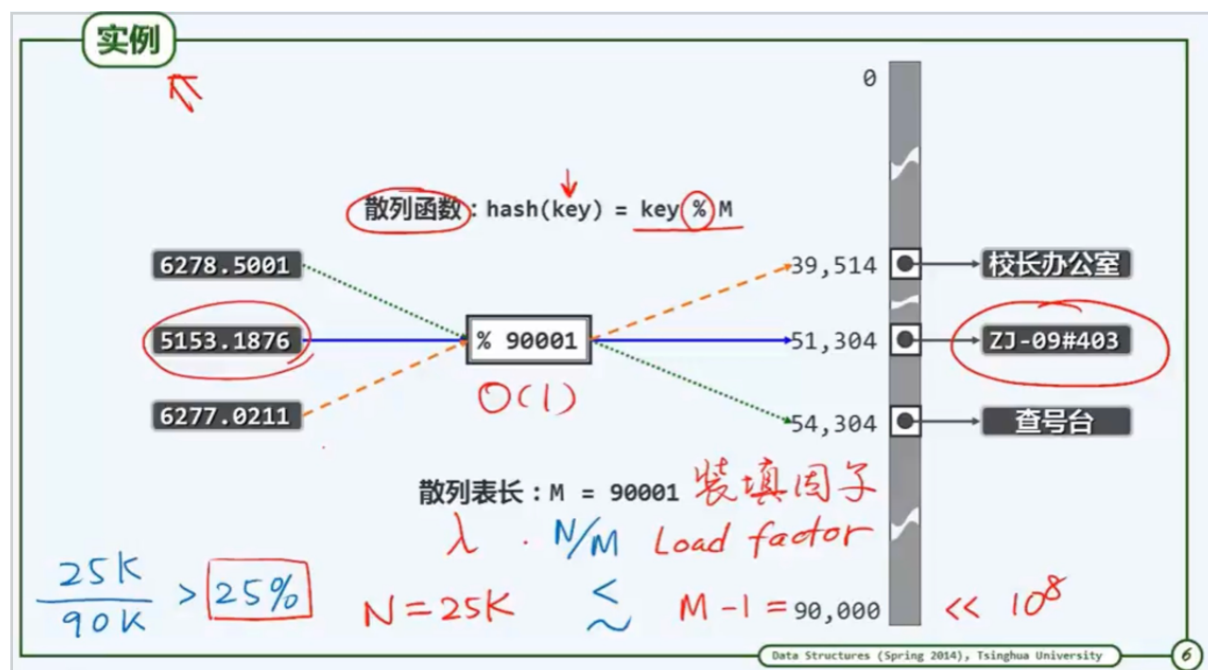 实例
0
散列函数：hash(key) = key % M
6278.5001
39,514
校长办公室
5153.1876
% 90001
51,304
ZJ-09#403
O(1)
6277.0211
54,304
查号台
散列表长：M = 90001 装填因子
λ . N/M Load factor
25K
90K
> 25%
N=25K
<
~
M-1=90,000
<< 10⁸
Data Structures (Spring 2014), Tsinghua University
6